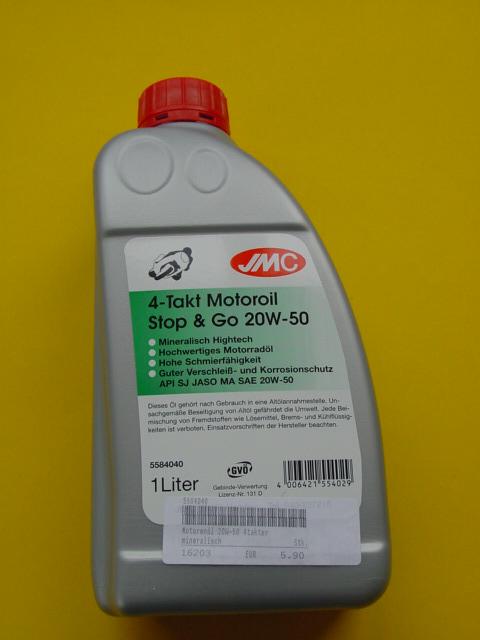 JMC
4-Takt Motoroil
Stop & Go 20W-50
Mineralisch Hightech
Hochwertiges Motorradöl
Hohe Schmierfähigkeit
Guter Verschleiß- und Korrosionschutz
API SJ JASO MA SAE 20W-50
Dieses Öl gehört nach Gebrauch in eine Altölannahmestelle. Un-
sachgemäße Beseitigung von Altöl gefährdet die Umwelt. Jede Bei-
mischung von Fremdstoffen wie Lösemittel, Brems- und Kühlflüssig-
keiten ist verboten. Einsatzvorschriften der Hersteller beachten.
5584040
1 Liter
GVÖ
Gebinde-Verwertung
Lizenz-Nr. 131 D
4 006421 554029
5584040
Motorenöl 20W-50 4takter
mineralisch Stk.
16203 EUR 5.90